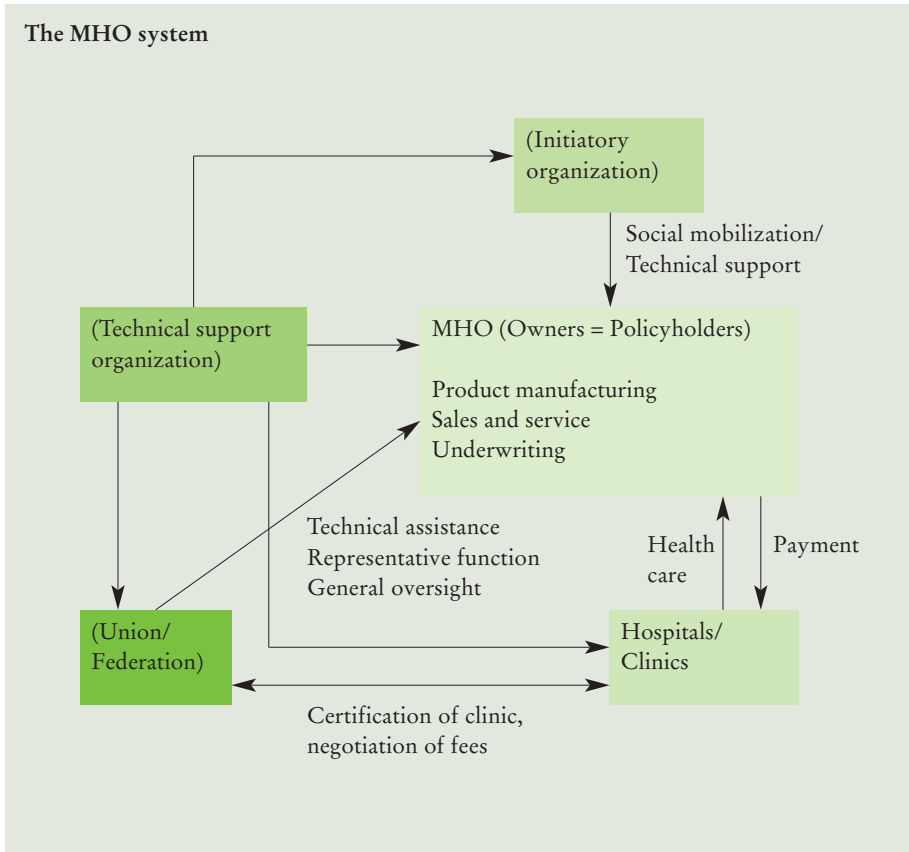 The MHO system
(Initiatory
organization)
Social mobilization/
Technical support
(Technical support
organization)
MHO (Owners = Policyholders)
Product manufacturing
Sales and service
Underwriting
Technical assistance
Representative function
General oversight
Health
care
Payment
(Union/
Federation)
Hospitals/
Clinics
Certification of clinic,
negotiation of fees